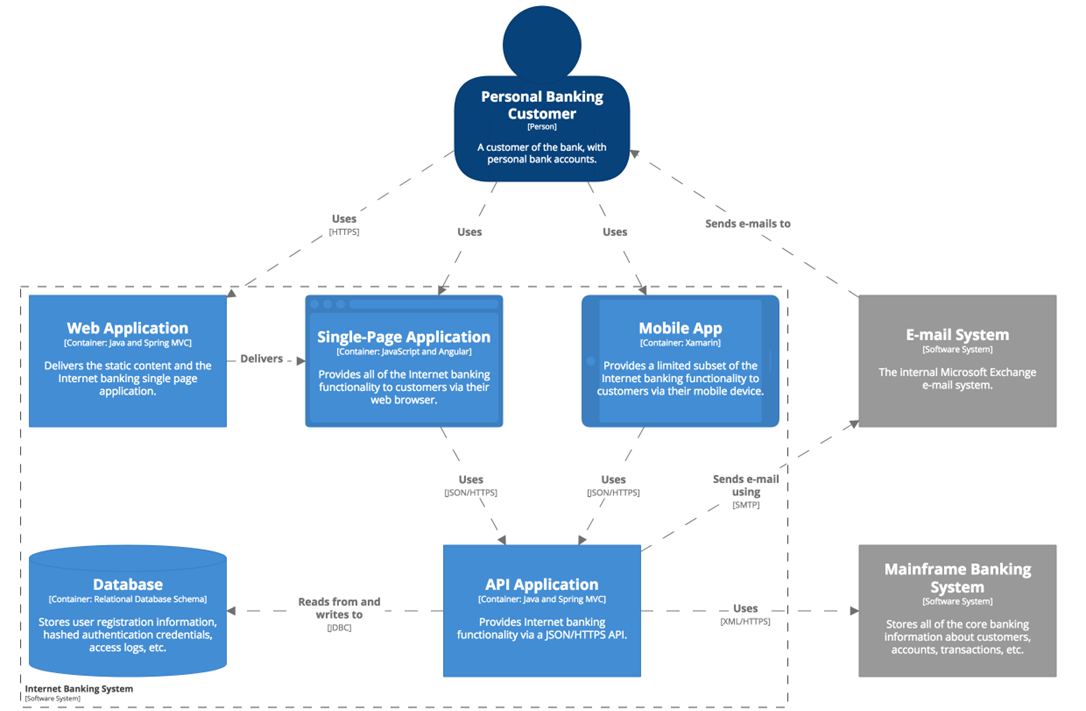 Personal Banking
Customer
[Person]
A customer of the bank, with
personal bank accounts.
Uses
[HTTPS]
Uses
Uses
Sends e-mails to
Web Application
[Container: Java and Spring MVC]
Delivers the static content and the
Internet banking single page
application.
Delivers
Single-Page Application
[Container: JavaScript and Angular]
Provides all of the Internet banking
functionality to customers via their
web browser.
Mobile App
[Container: Xamarin]
Provides a limited subset of the
Internet banking functionality to
customers via their mobile device.
E-mail System
[Software System]
The internal Microsoft Exchange
e-mail system.
Uses
[JSON/HTTPS]
Uses
[JSON/HTTPS]
Sends e-mail
using
[SMTP]
Database
[Container: Relational Database Schema]
Stores user registration information,
hashed authentication credentials,
access logs, etc.
Reads from and
writes to
[JDBC]
API Application
[Container: Java and Spring MVC]
Provides Internet banking
functionality via a JSON/HTTPS API.
Uses
[XML/HTTPS]
Mainframe Banking
System
[Software System]
Stores all of the core banking
information about customers,
accounts, transactions, etc.
Internet Banking System
[Software System]